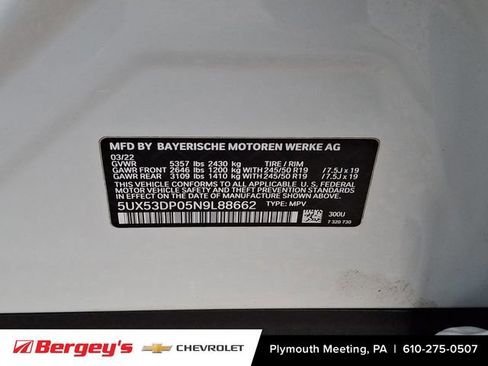 MFD BY BAYERISCHE MOTOREN WERKE AG
03/22
GVWR 5357 lbs 2430 kg TIRE / RIM
GAWR FRONT 2646 lbs 1200 kg WITH 245/50 R19 / 7.5J x 19
GAWR REAR 3109 lbs 1410 kg WITH 245/50 R19 / 7.5J x 19
THIS VEHICLE CONFORMS TO ALL APPLICABLE U. S. FEDERAL
MOTOR VEHICLE SAFETY AND THEFT PREVENTION STANDARDS
IN EFFECT ON THE DATE OF MANUFACTURE SHOWN ABOVE.
5UX53DP05N9L88662 TYPE: MPV
300U
7 320 730
Bergey's CHEVROLET Plymouth Meeting, PA | 610-275-0507